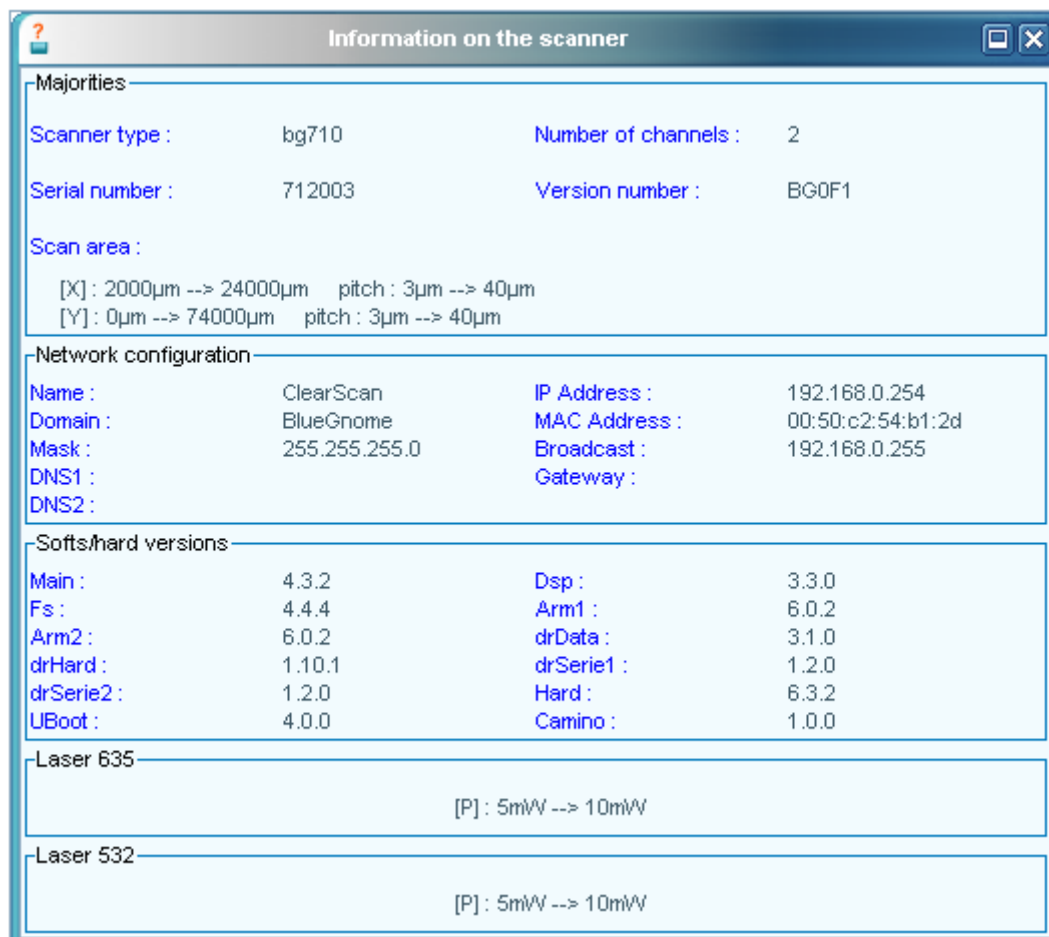 ?
Information on the scanner
Majorities
Scanner type : bg710 Number of channels : 2
Serial number : 712003 Version number : BG0F1
Scan area :
[X] : 2000µm --> 24000µm pitch : 3µm --> 40µm
[Y] : 0µm --> 74000µm pitch : 3µm --> 40µm
Network configuration
Name : ClearScan IP Address : 192.168.0.254
Domain : BlueGnome MAC Address : 00:50:c2:54:b1:2d
Mask : 255.255.255.0 Broadcast : 192.168.0.255
DNS1 : Gateway :
DNS2 :
Softs/hard versions
Main : 4.3.2 Dsp : 3.3.0
Fs : 4.4.4 Arm1 : 6.0.2
Arm2 : 6.0.2 drData : 3.1.0
drHard : 1.10.1 drSerie1 : 1.2.0
drSerie2 : 1.2.0 Hard : 6.3.2
UBoot : 4.0.0 Camino : 1.0.0
Laser 635
[P] : 5mW --> 10mW
Laser 532
[P] : 5mW --> 10mW